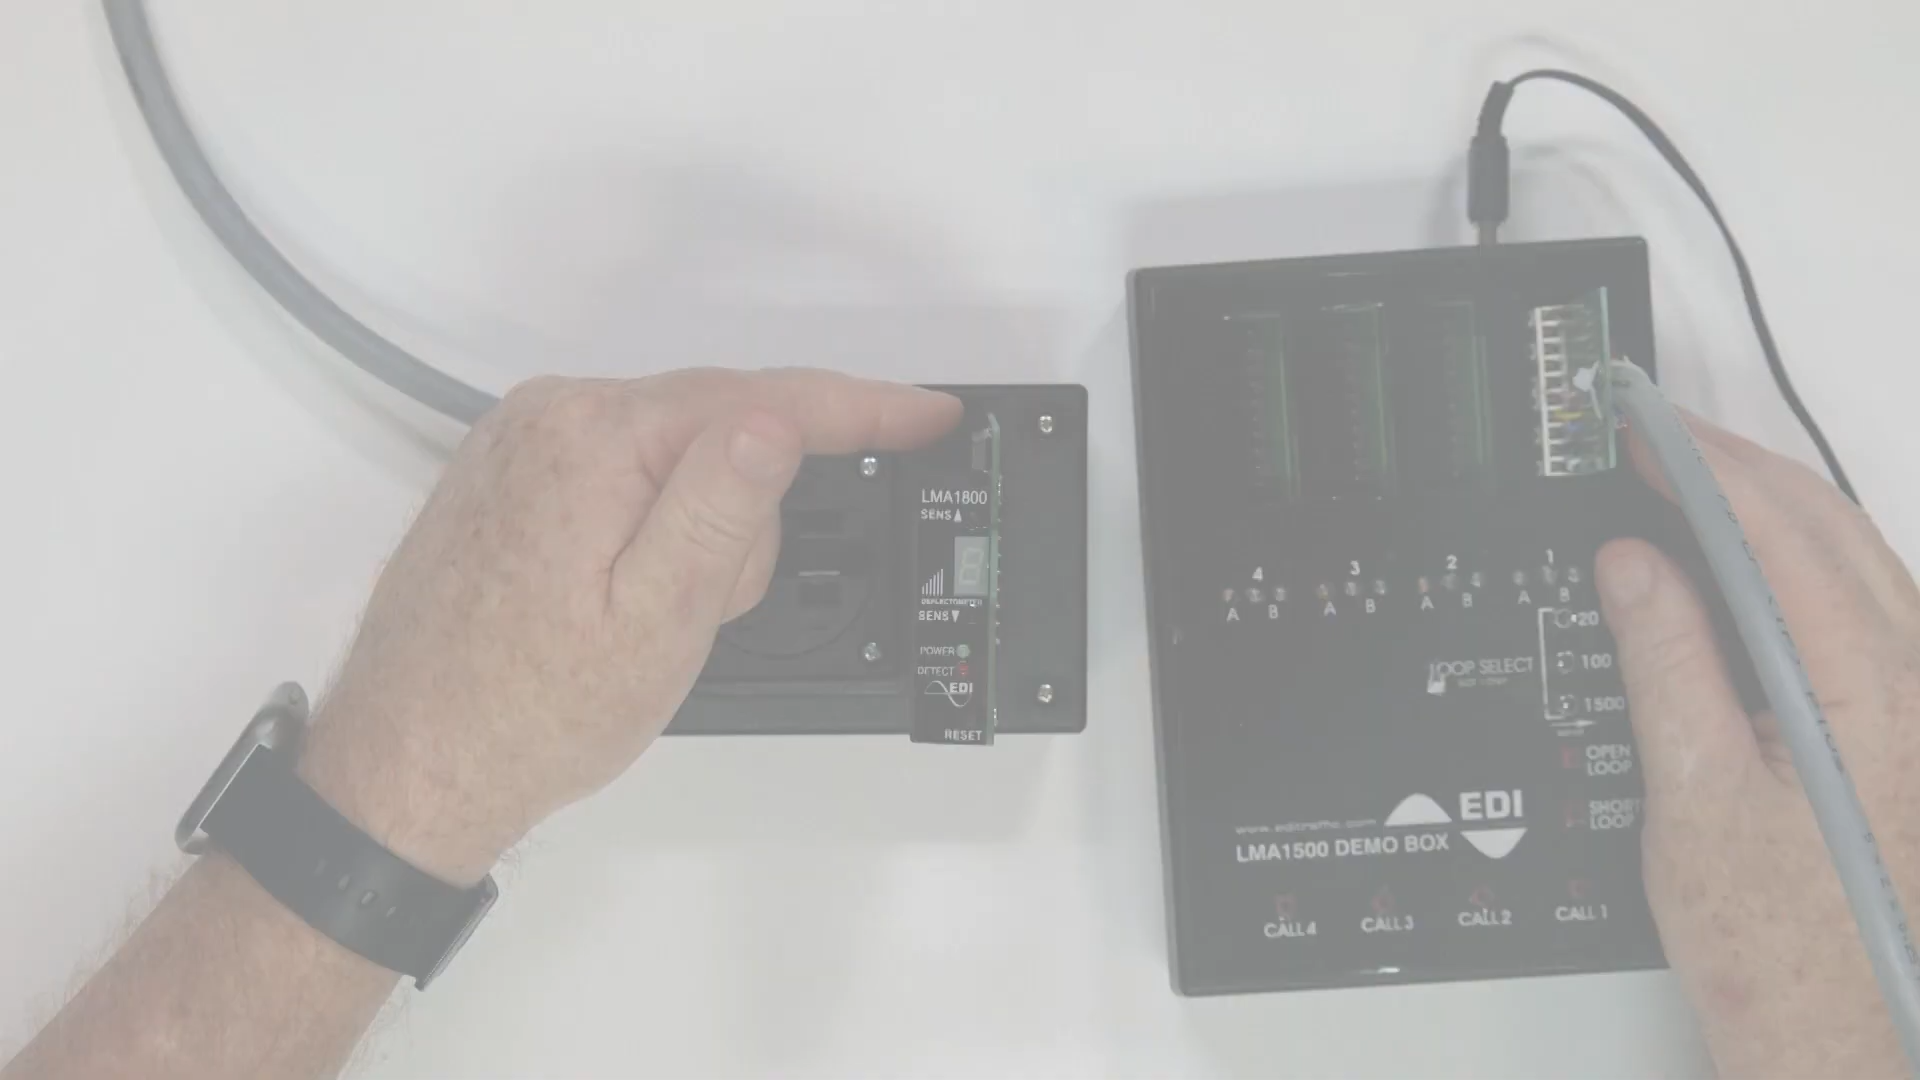 LMA1800
SENS▲
DEFLECTOMETER
SENS▼
POWER
DETECT
EDI
RESET
4 3 2 1
A B A B A B A B
20
LOOP SELECT
100
1500
OPEN
LOOP
SHORT
LOOP
EDI
www.editraffic.com
LMA1500 DEMO BOX
CALL 4 CALL 3 CALL 2 CALL 1